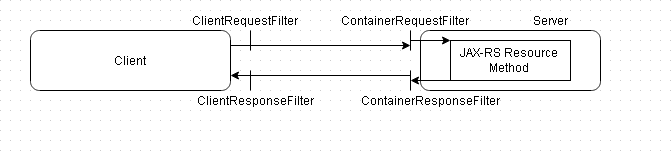 ClientRequestFilter
ContainerRequestFilter
Server
Client
JAX-RS Resource
Method
ClientResponseFilter
ContainerResponseFilter